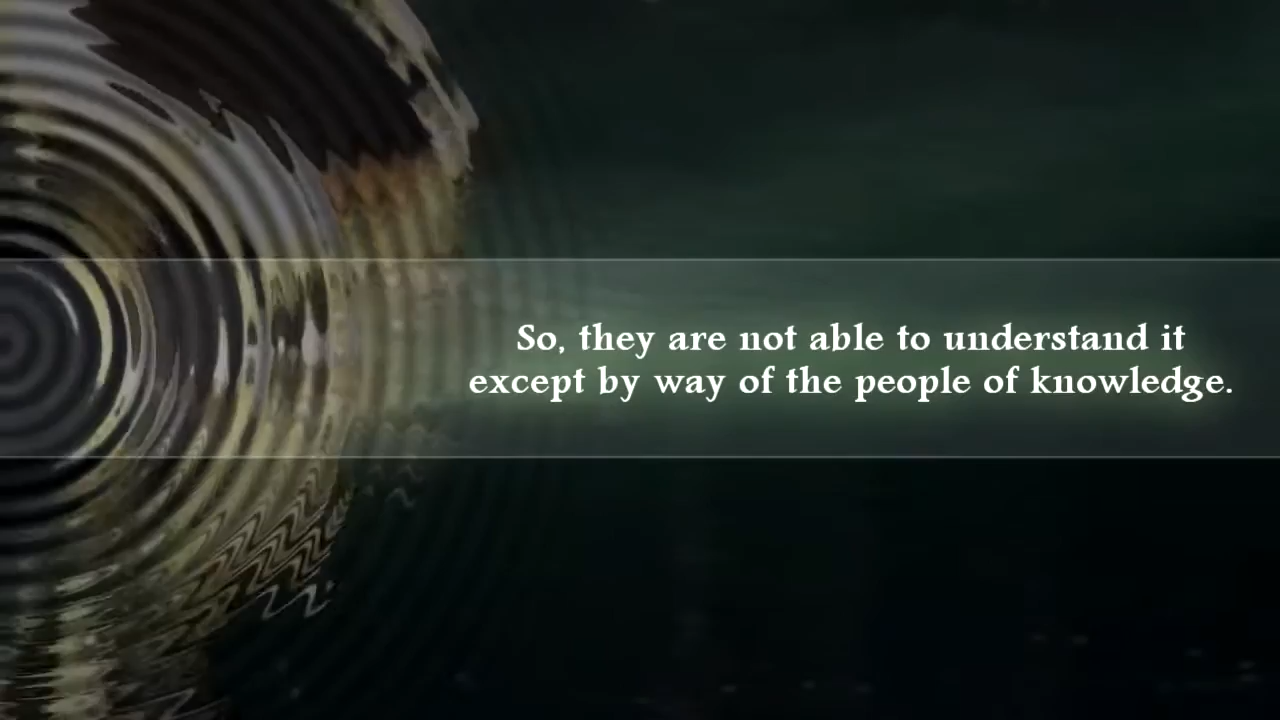 So, they are not able to understand it
except by way of the people of knowledge.